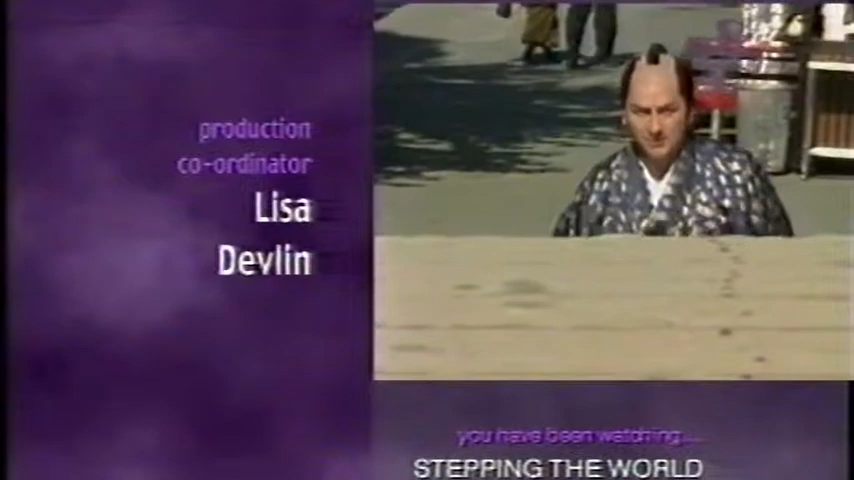 production
co-ordinator
Lisa
Devlin
you have been watching....
STEPPING THE WORLD